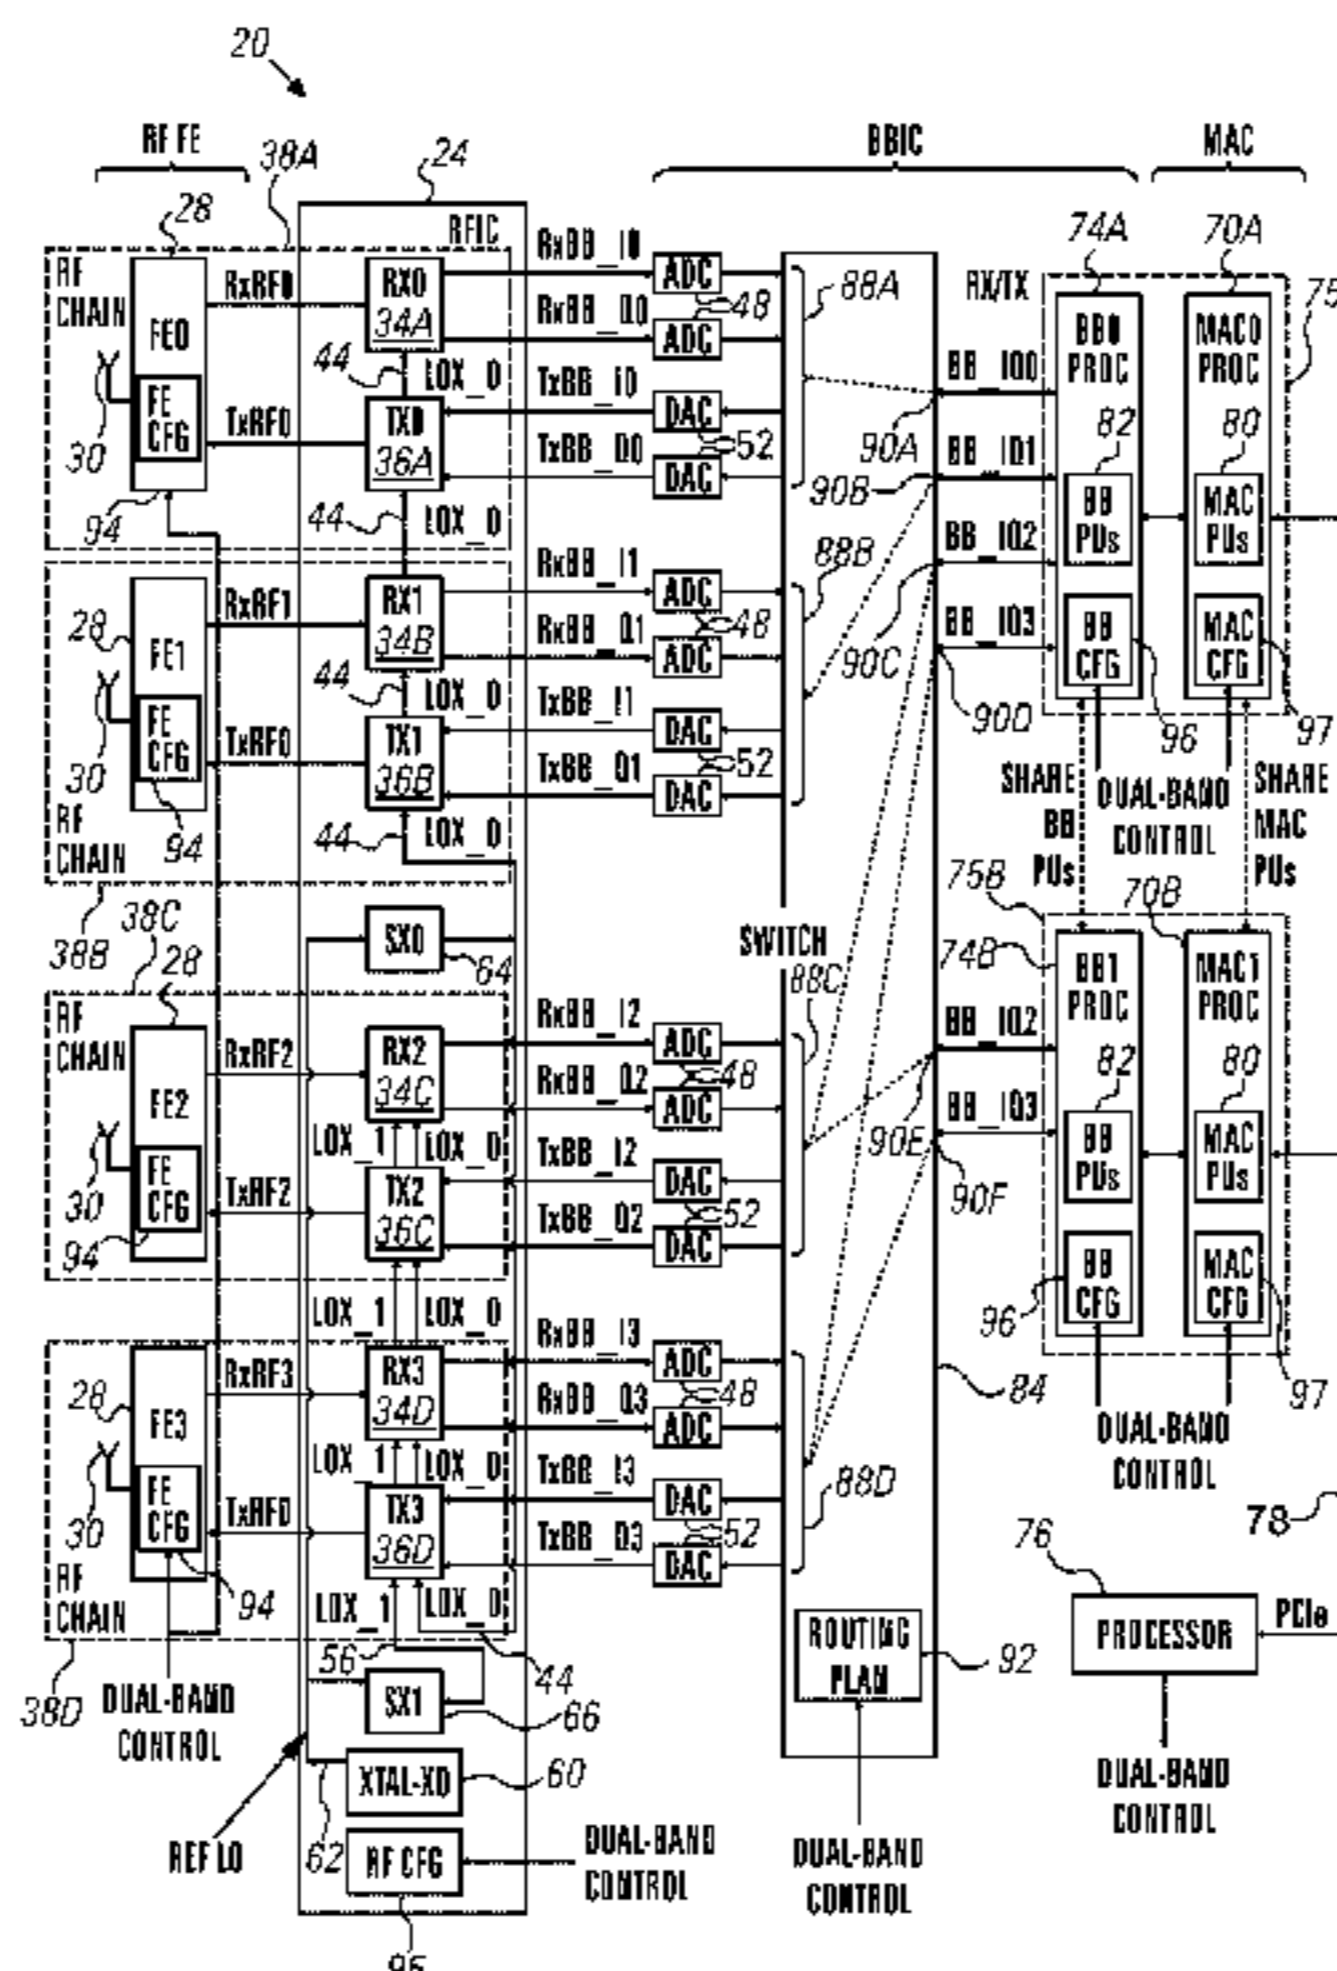 20
RF FE
BBIC
MAC
38A
24
28
RFIC
74A
70A
75
RF
CHAIN
FE0
FE
CFG
30
94
RxRF0
TxRF0
RX0
34A
44
LOX_0
TX0
36A
44
LOX_0
RxBB_I0
RxBB_Q0
TxBB_I0
TxBB_Q0
ADC
48
ADC
DAC
52
DAC
88A
RX/TX
BB_IQ0
90A
BB_IQ1
90B
BB_IQ2
90C
BB_IQ3
90D
BB0
PROC
82
BB
PUs
BB
CFG
96
MAC0
PROC
80
MAC
PUs
MAC
CFG
97
28
FE1
FE
CFG
30
94
RF
CHAIN
38B
RxRF1
TxRF0
RX1
34B
44
LOX_0
TX1
36B
44
LOX_0
RxBB_I1
RxBB_Q1
TxBB_I1
TxBB_Q1
ADC
48
ADC
DAC
52
DAC
88B
SHARE
BB
PUs
DUAL-BAND
CONTROL
SHARE
MAC
PUs
SX0
64
SWITCH
38C
28
RF
CHAIN
FE2
FE
CFG
30
94
RxRF2
TxRF2
RX2
34C
LOX_1
LOX_0
TX2
36C
LOX_1
LOX_0
RxBB_I2
RxBB_Q2
TxBB_I2
TxBB_Q2
ADC
48
ADC
DAC
52
DAC
88C
75B
74B
70B
BB_IQ2
90E
BB_IQ3
90F
BB1
PROC
82
BB
PUs
BB
CFG
96
MAC1
PROC
80
MAC
PUs
MAC
CFG
97
28
FE3
FE
CFG
30
94
RF
CHAIN
38D
RxRF3
TxRF0
RX3
34D
LOX_1
LOX_0
TX3
36D
LOX_1
LOX_0
RxBB_I3
RxBB_Q3
TxBB_I3
TxBB_Q3
ADC
48
ADC
DAC
52
DAC
88D
84
DUAL-BAND
CONTROL
78
76
PROCESSOR
PCIe
DUAL-BAND
CONTROL
ROUTING
PLAN
92
DUAL-BAND
CONTROL
DUAL-BAND
CONTROL
56
44
SX1
66
XTAL-XO
60
REF LO
62
RF CFG
DUAL-BAND
CONTROL